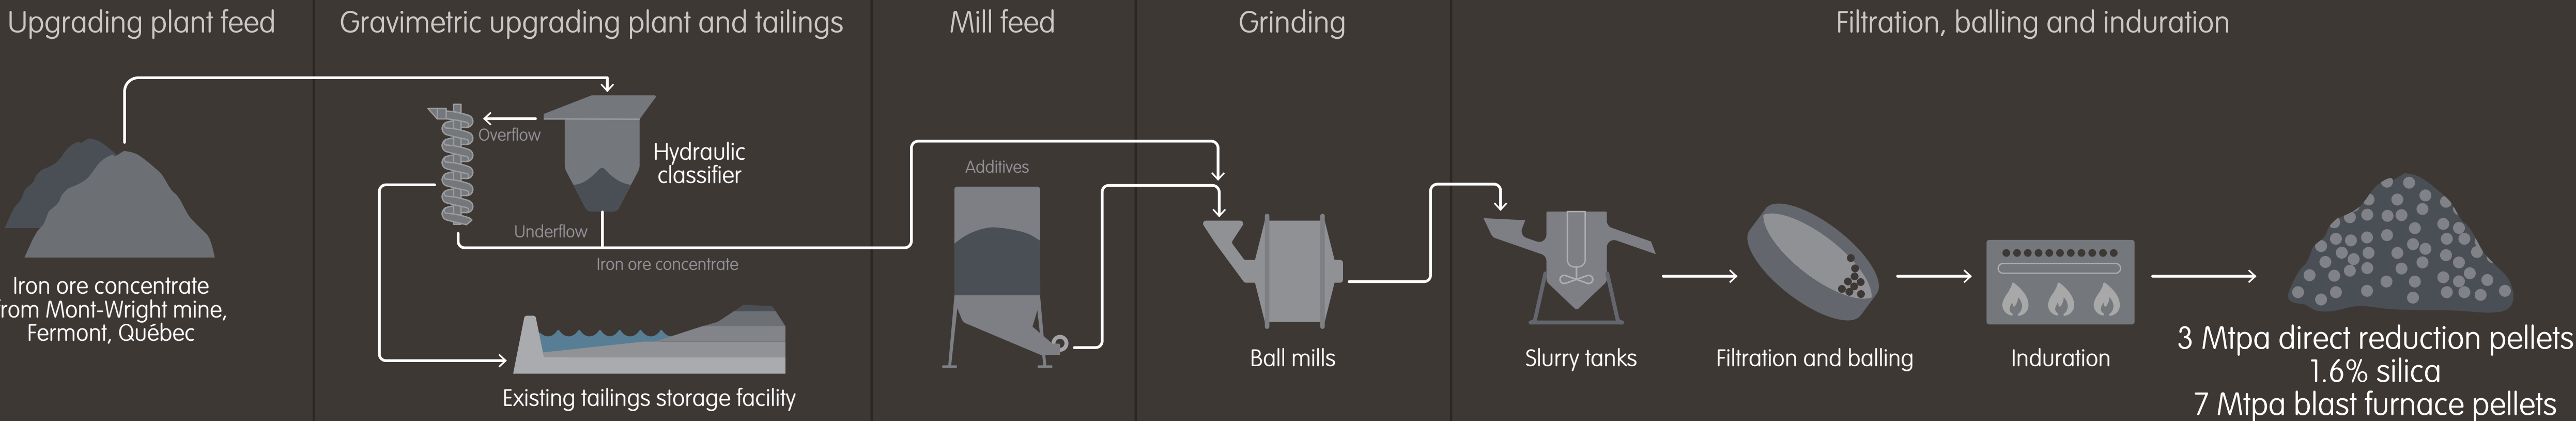 Upgrading plant feed
Gravimetric upgrading plant and tailings
Mill feed
Grinding
Filtration, balling and induration
Overflow
Hydraulic
classifier
Underflow
Iron ore concentrate
Additives
Iron ore concentrate
from Mont-Wright mine,
Fermont, Québec
Existing tailings storage facility
Ball mills
Slurry tanks
Filtration and balling
Induration
3 Mtpa direct reduction pellets
1.6% silica
7 Mtpa blast furnace pellets